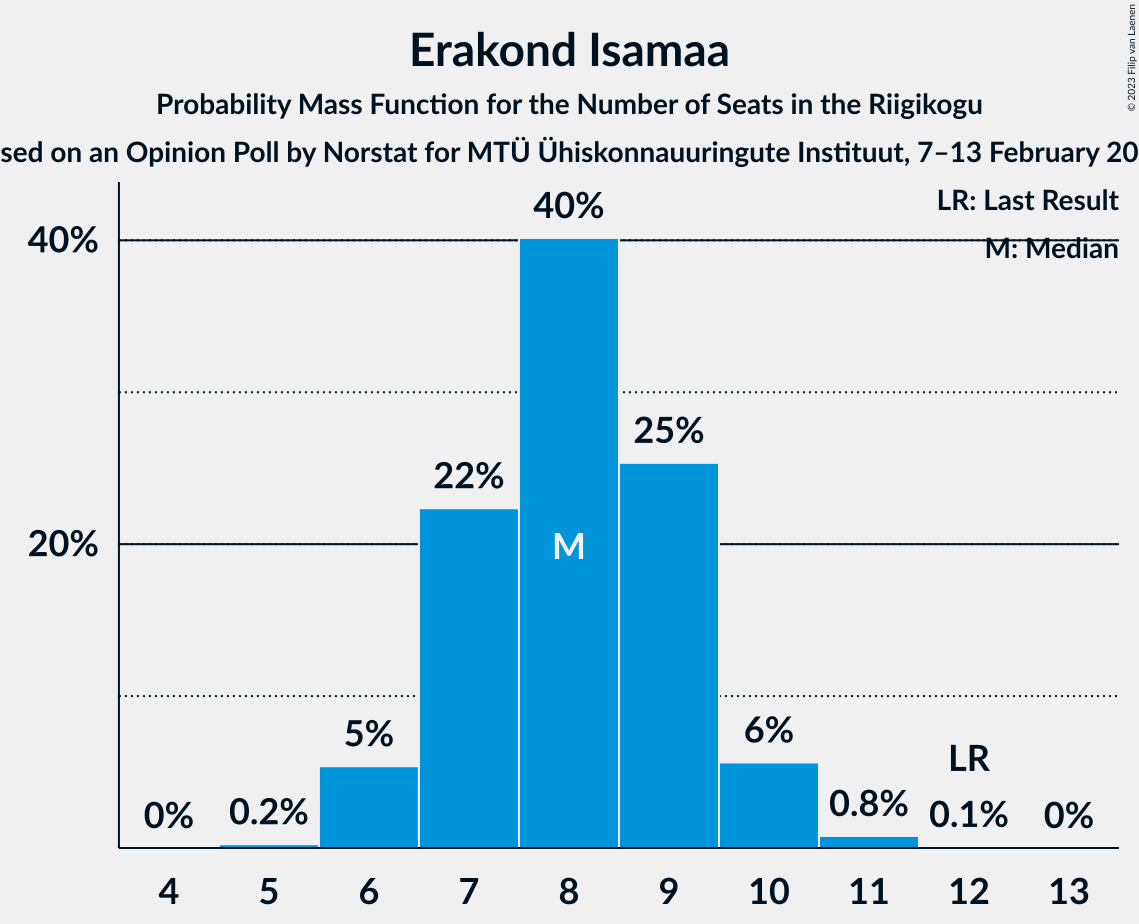 Erakond Isamaa
Probability Mass Function for the Number of Seats in the Riigikogu
sed on an Opinion Poll by Norstat for MTÜ Ühiskonnauuringute Instituut, 7–13 February 20
© 2023 Filip van Laenen
LR: Last Result
M: Median
40%
20%
0%
0.2%
5%
22%
40%
M
25%
6%
0.8%
LR
0.1%
0%
4 5 6 7 8 9 10 11 12 13